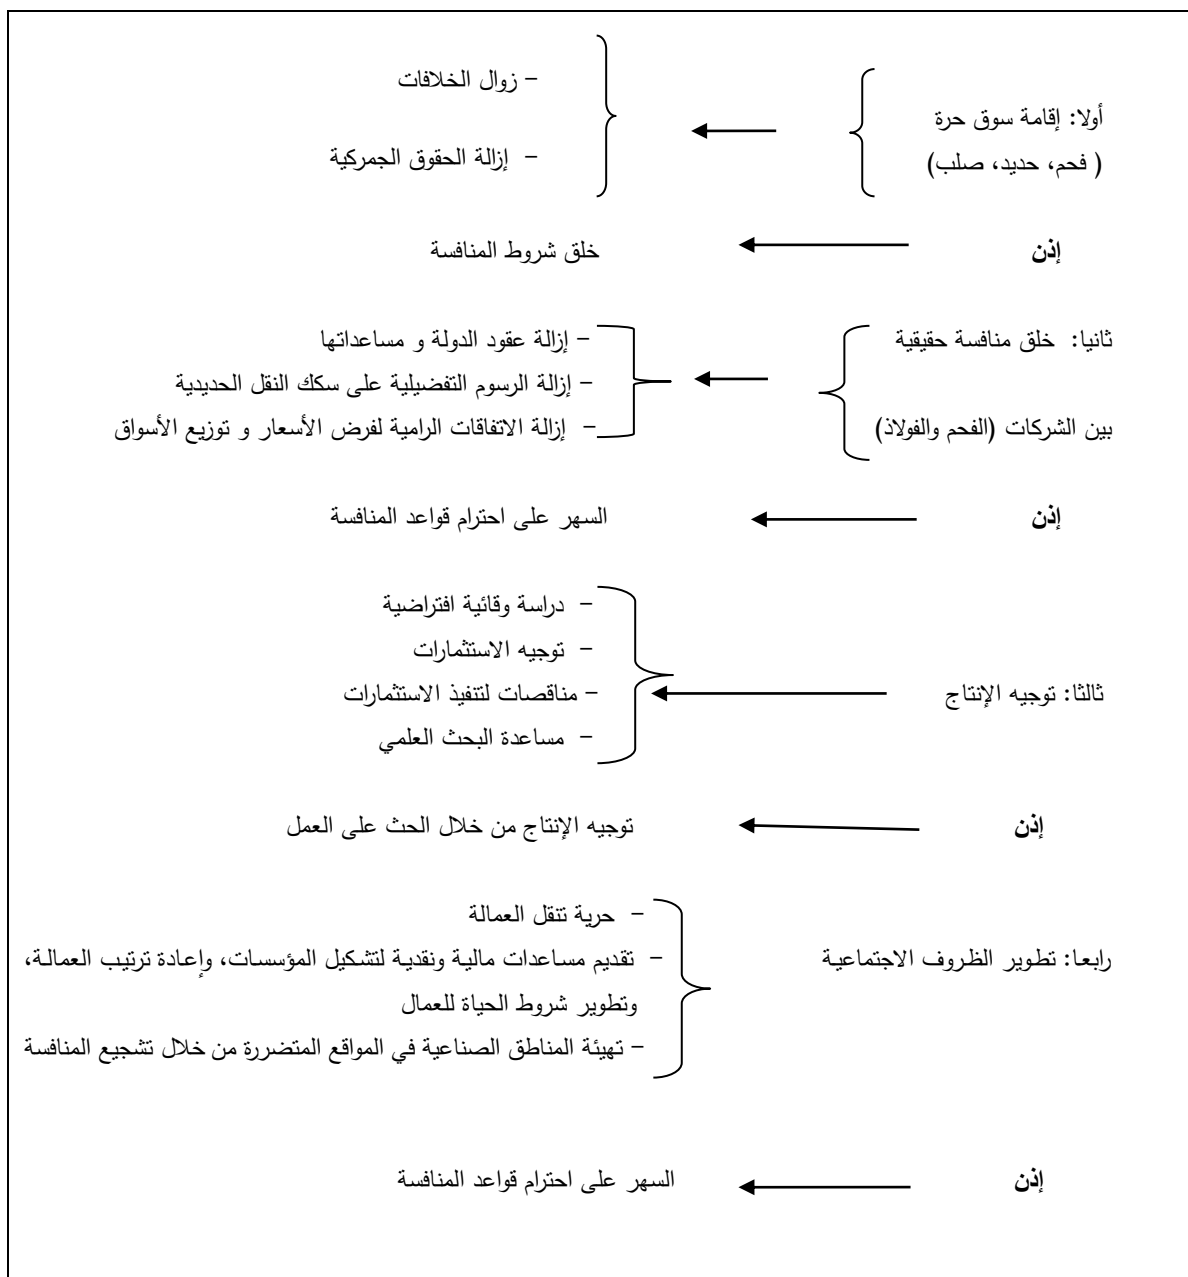 أولا: إقامة سوق حرة
( فحم، حديد، صلب)
– زوال الخلافات
– إزالة الحقوق الجمركية
إذن
خلق شروط المنافسة
ثانيا: خلق منافسة حقيقية
بين الشركات (الفحم والفولاذ)
– إزالة عقود الدولة و مساعداتها
– إزالة الرسوم التفضيلية على سكك النقل الحديدية
– إزالة الاتفاقات الرامية لفرض الأسعار و توزيع الأسواق
إذن
السهر على احترام قواعد المنافسة
ثالثا: توجيه الإنتاج
– دراسة وقائية افتراضية
– توجيه الاستثمارات
– مناقصات لتنفيذ الاستثمارات
– مساعدة البحث العلمي
إذن
توجيه الإنتاج من خلال الحث على العمل
رابعا: تطوير الظروف الاجتماعية
– حرية تنقل العمالة
– تقديم مساعدات مالية ونقدية لتشكيل المؤسسات، وإعادة ترتيب العمالة،
وتطوير شروط الحياة للعمال
– تهيئة المناطق الصناعية في المواقع المتضررة من خلال تشجيع المنافسة
إذن
السهر على احترام قواعد المنافسة